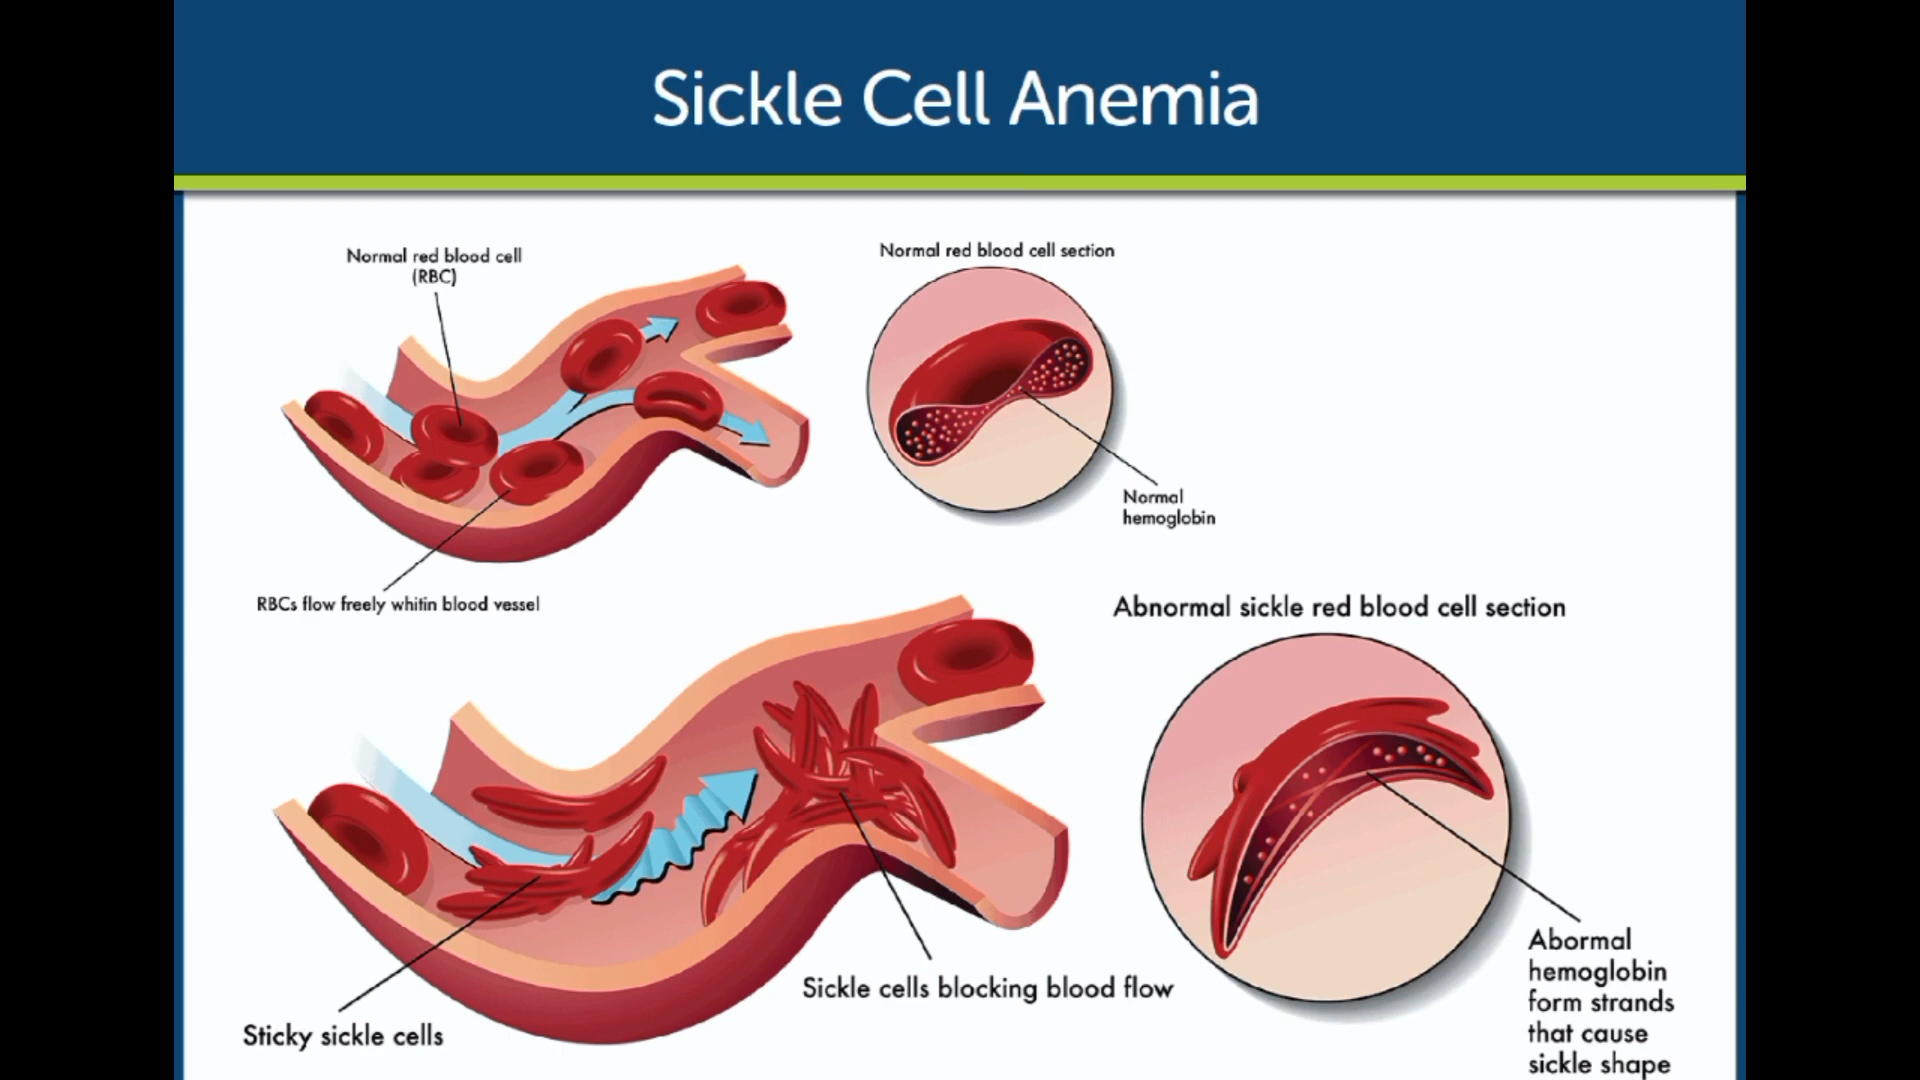 Sickle Cell Anemia
Normal red blood cell
(RBC)
Normal red blood cell section
Normal
hemoglobin
RBCs flow freely whitin blood vessel
Abnormal sickle red blood cell section
Sickle cells blocking blood flow
Sticky sickle cells
Abormal
hemoglobin
form strands
that cause
sickle shape